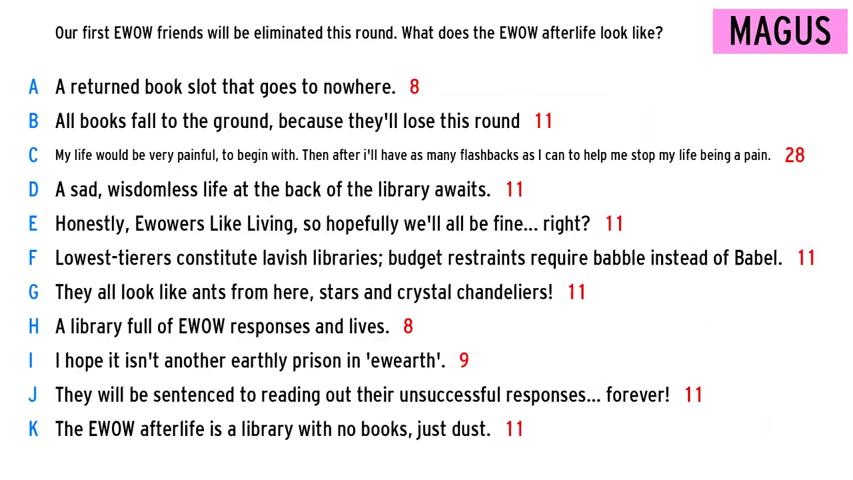 Our first EWOW friends will be eliminated this round. What does the EWOW afterlife look like?
MAGUS
A A returned book slot that goes to nowhere. 8
B All books fall to the ground, because they'll lose this round 11
C My life would be very painful, to begin with. Then after i'll have as many flashbacks as I can to help me stop my life being a pain. 28
D A sad, wisdomless life at the back of the library awaits. 11
E Honestly, Ewowers Like Living, so hopefully we'll all be fine... right? 11
F Lowest-tierers constitute lavish libraries; budget restraints require babble instead of Babel. 11
G They all look like ants from here, stars and crystal chandeliers! 11
H A library full of EWOW responses and lives. 8
I I hope it isn't another earthly prison in 'ewearth'. 9
J They will be sentenced to reading out their unsuccessful responses... forever! 11
K The EWOW afterlife is a library with no books, just dust. 11